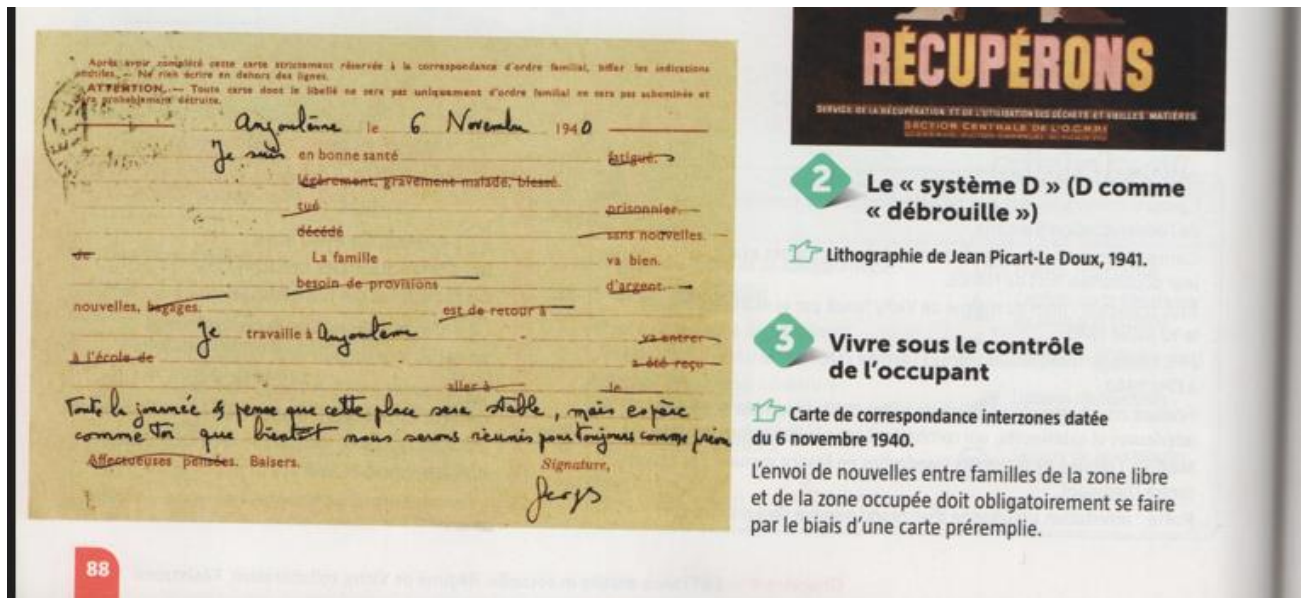 Après avoir complété cette carte strictement réservée à la correspondance d'ordre familial, biffer les indications
inutiles. — Ne rien écrire en dehors des lignes.
ATTENTION. — Toute carte dont le libellé ne sera pas uniquement d'ordre familial ne sera pas acheminée et
sera probablement détruite.
Angoulême le 6 Novembre 1940
Je suis en bonne santé fatigué.
légèrement, gravement malade, blessé.
tué prisonnier.
décédé sans nouvelles.
de La famille va bien.
besoin de provisions d'argent.
nouvelles, bagages. est de retour à
Je travaille à Angoulême va entrer
à l'école de a été reçu
aller à le
Toute la journée je pense que cette place sera stable, mais espère
comme toi que bientôt nous serons réunis pour toujours comme
Affectueuses pensées. Baisers. Signature,
88
RÉCUPÉRONS
SERVICE DE LA RÉCUPÉRATION ET DE L'UTILISATION DES DÉCHETS ET VIEILLES MATIÈRES
SECTION CENTRALE DE L'O.C.R.P.I
2 Le « système D » (D comme
« débrouille »)
Lithographie de Jean Picart-Le Doux, 1941.
3 Vivre sous le contrôle
de l'occupant
Carte de correspondance interzones datée
du 6 novembre 1940.
L'envoi de nouvelles entre familles de la zone libre
et de la zone occupée doit obligatoirement se faire
par le biais d'une carte préremplie.